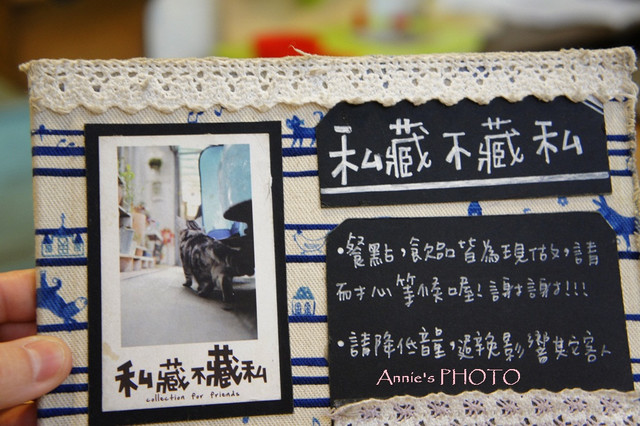 私藏不藏私
•餐點,飲品皆為現做,請
耐心等候喔!謝謝!!!
•請降低音量,避免影響其它客人
私藏不藏私
collection for friends
Annie's PHOTO